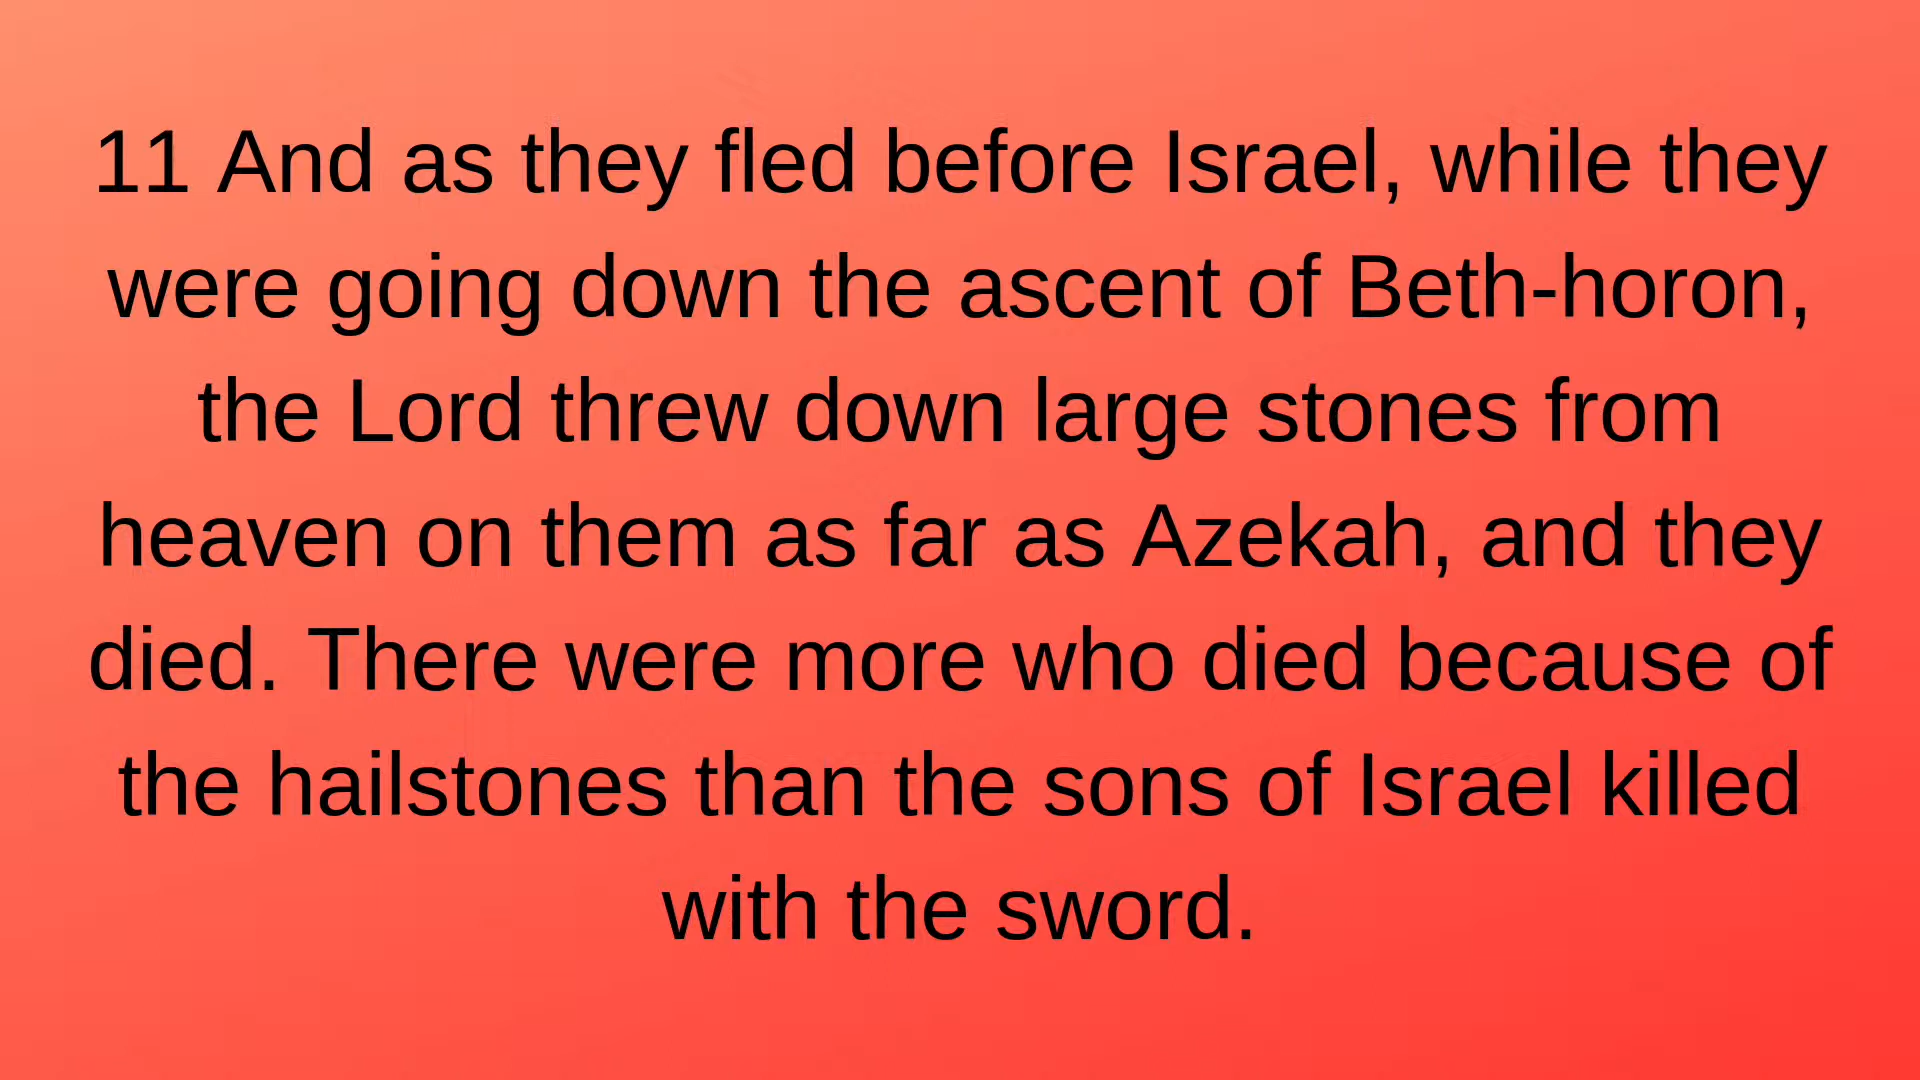 11 And as they fled before Israel, while they
were going down the ascent of Beth-horon,
the Lord threw down large stones from
heaven on them as far as Azekah, and they
died. There were more who died because of
the hailstones than the sons of Israel killed
with the sword.